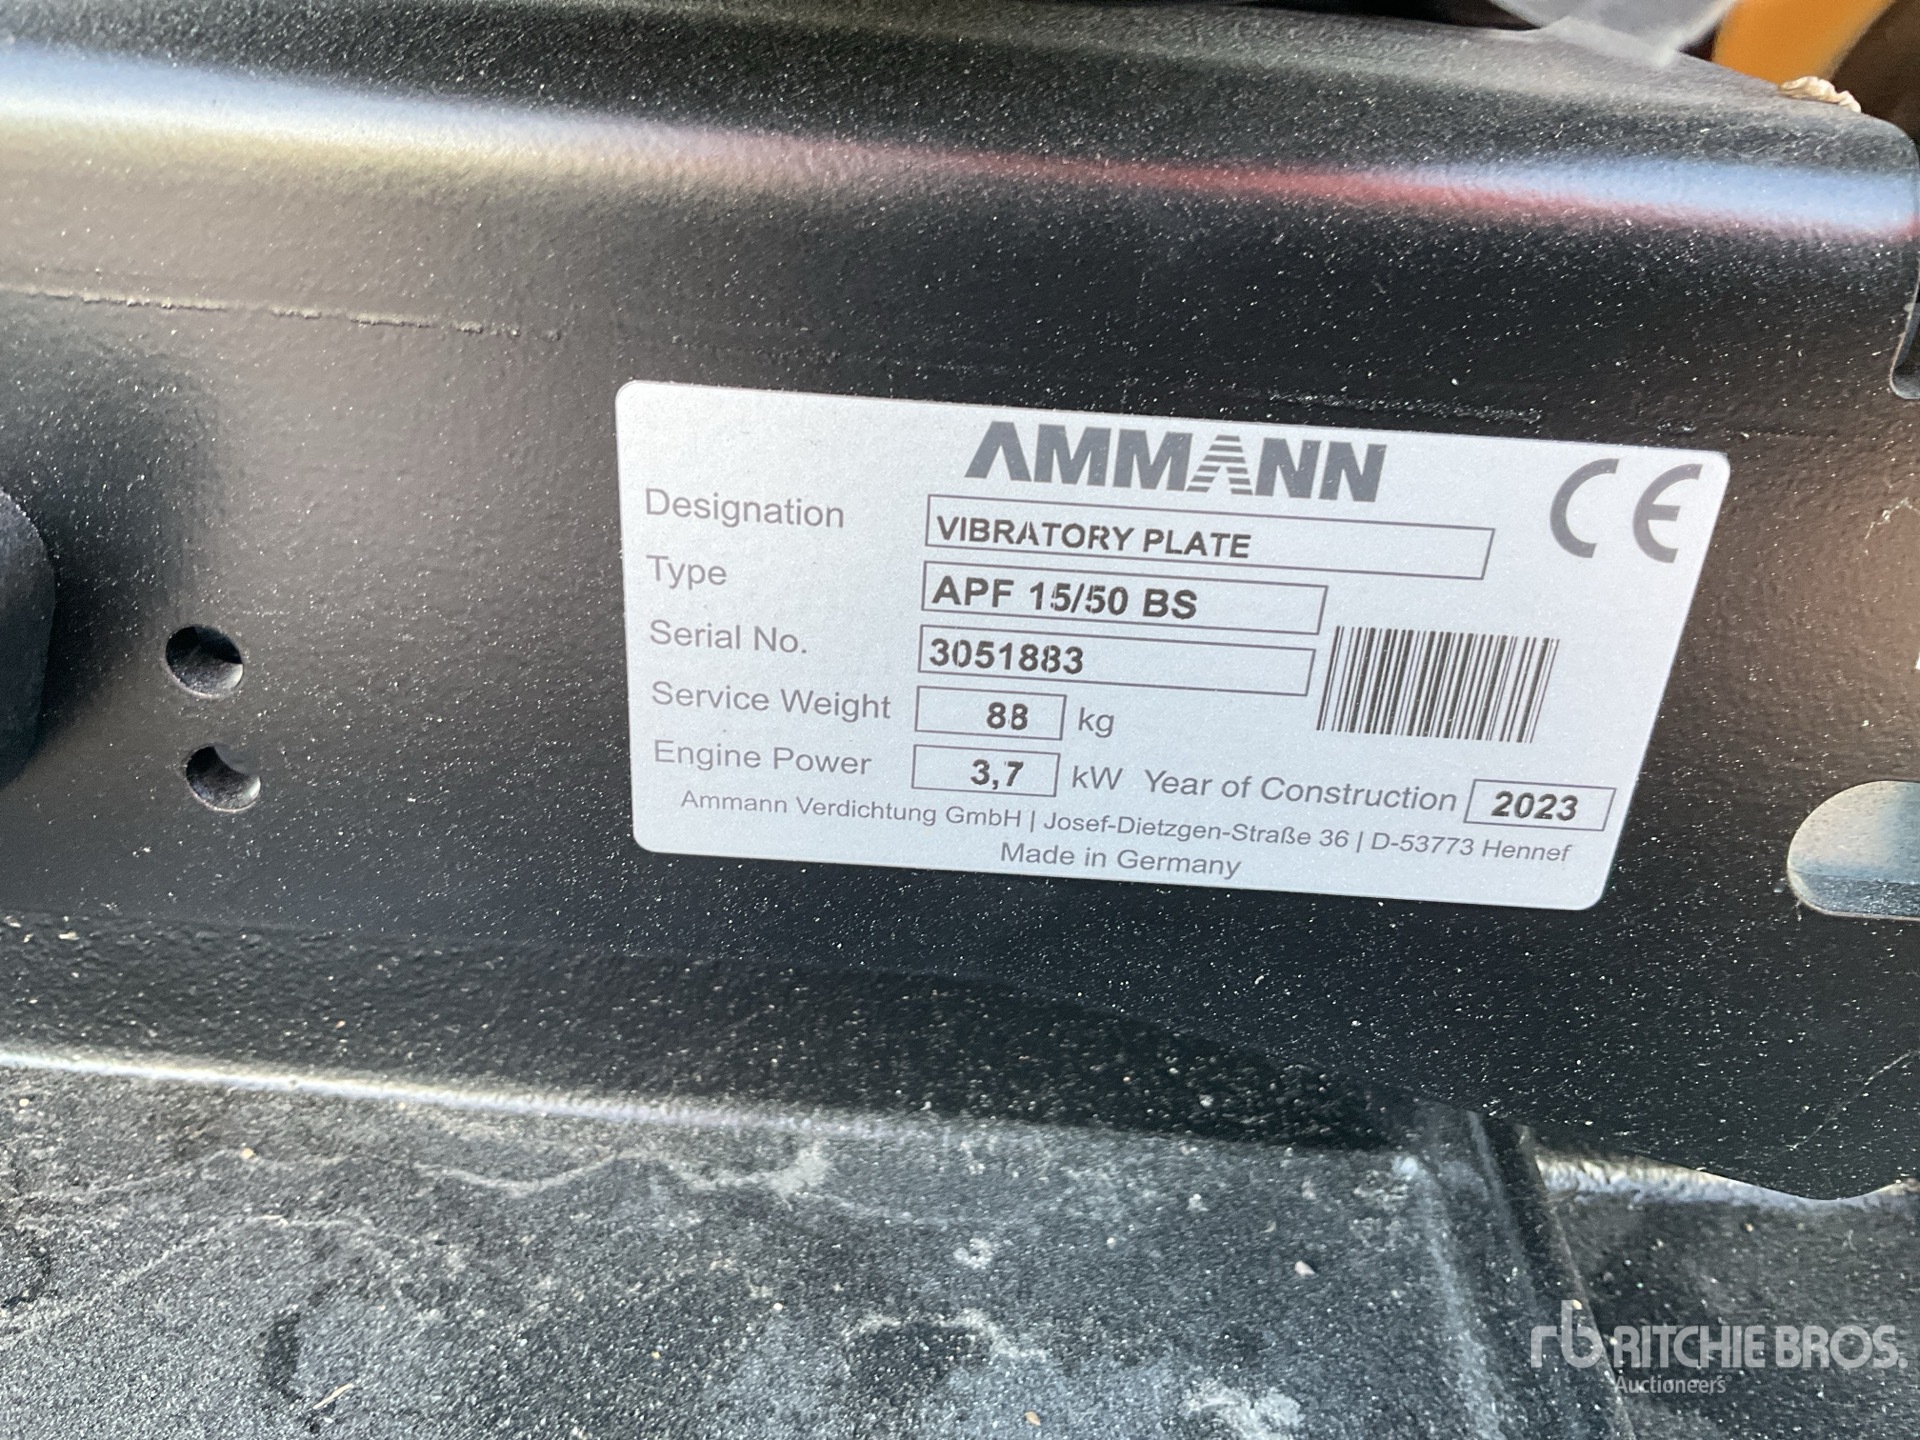 AMMANN
CE
Designation VIBRATORY PLATE
Type APF 15/50 BS
Serial No. 3051883
Service Weight 88 kg
Engine Power 3,7 kW Year of Construction 2023
Ammann Verdichtung GmbH | Josef-Dietzgen-Straße 36 | D-53773 Hennef
Made in Germany
rb RITCHIE BROS.
Auctioneers